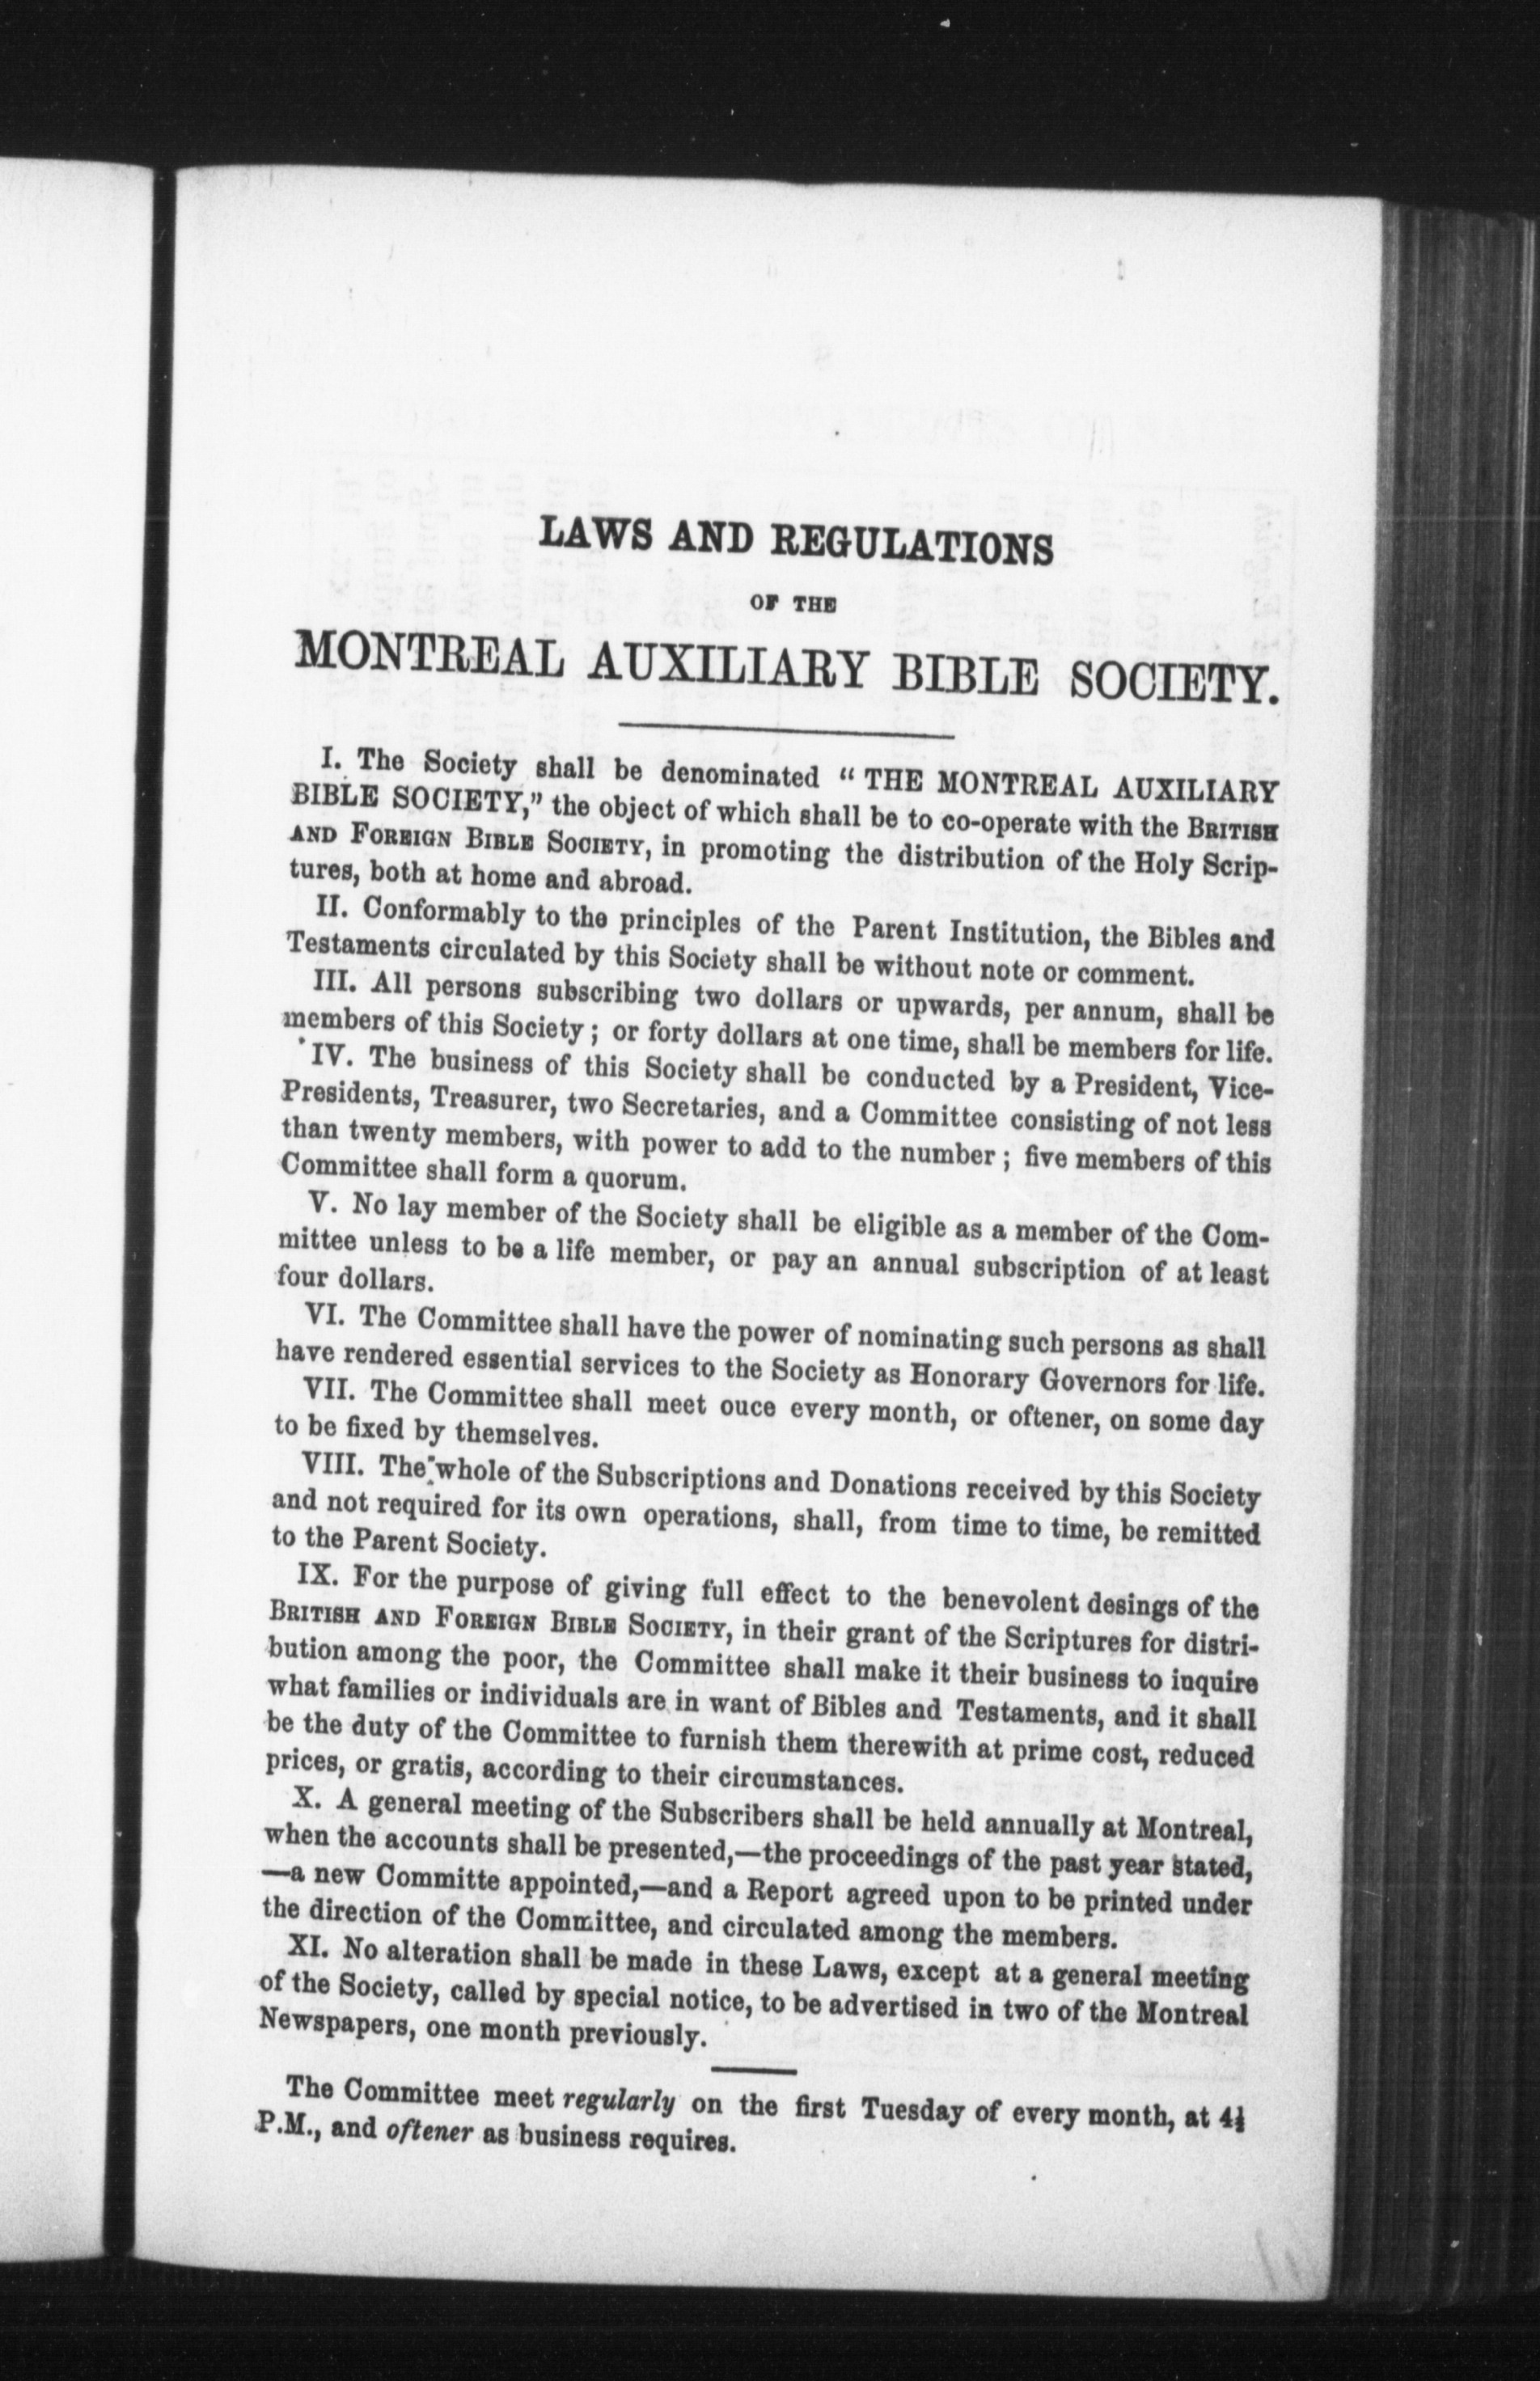 LAWS AND REGULATIONS
OF THE
MONTREAL AUXILIARY BIBLE SOCIETY.
I. The Society shall be denominated “ THE MONTREAL AUXILIARY
BIBLE SOCIETY,” the object of which shall be to co-operate with the BRITISH
AND FOREIGN BIBLE SOCIETY, in promoting the distribution of the Holy Scrip-
tures, both at home and abroad.
II. Conformably to the principles of the Parent Institution, the Bibles and
Testaments circulated by this Society shall be without note or comment.
III. All persons subscribing two dollars or upwards, per annum, shall be
members of this Society ; or forty dollars at one time, shall be members for life.
IV. The business of this Society shall be conducted by a President, Vice-
Presidents, Treasurer, two Secretaries, and a Committee consisting of not less
than twenty members, with power to add to the number ; five members of this
Committee shall form a quorum.
V. No lay member of the Society shall be eligible as a member of the Com-
mittee unless to be a life member, or pay an annual subscription of at least
four dollars.
VI. The Committee shall have the power of nominating such persons as shall
have rendered essential services to the Society as Honorary Governors for life.
VII. The Committee shall meet ouce every month, or oftener, on some day
to be fixed by themselves.
VIII. The whole of the Subscriptions and Donations received by this Society
and not required for its own operations, shall, from time to time, be remitted
to the Parent Society.
IX. For the purpose of giving full effect to the benevolent desings of the
BRITISH AND FOREIGN BIBLE SOCIETY, in their grant of the Scriptures for distri-
bution among the poor, the Committee shall make it their business to iuquire
what families or individuals are in want of Bibles and Testaments, and it shall
be the duty of the Committee to furnish them therewith at prime cost, reduced
prices, or gratis, according to their circumstances.
X. A general meeting of the Subscribers shall be held annually at Montreal,
when the accounts shall be presented,—the proceedings of the past year stated,
—a new Committe appointed,—and a Report agreed upon to be printed under
the direction of the Committee, and circulated among the members.
XI. No alteration shall be made in these Laws, except at a general meeting
of the Society, called by special notice, to be advertised in two of the Montreal
Newspapers, one month previously.
The Committee meet regularly on the first Tuesday of every month, at 4½
P.M., and oftener as business requires.